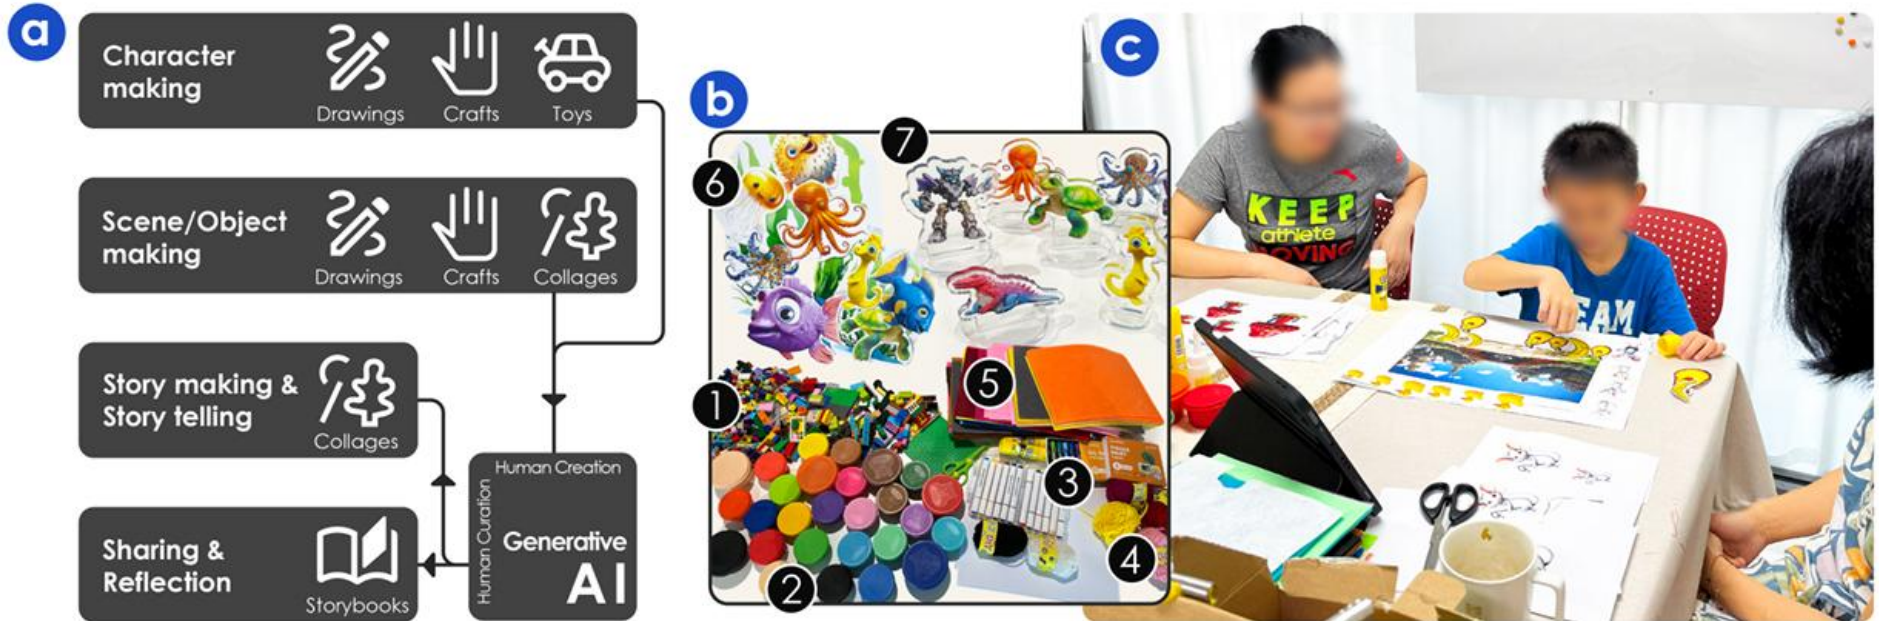 a
Character
making
Drawings
Crafts
Toys
Scene/Object
making
Drawings
Crafts
Collages
Story making &
Story telling
Collages
Sharing &
Reflection
Storybooks
Human Creation
Human Curation
Generative
AI
b
7
6
1
5
3
4
2
c
KEEP
athlete
MOVING
TEAM